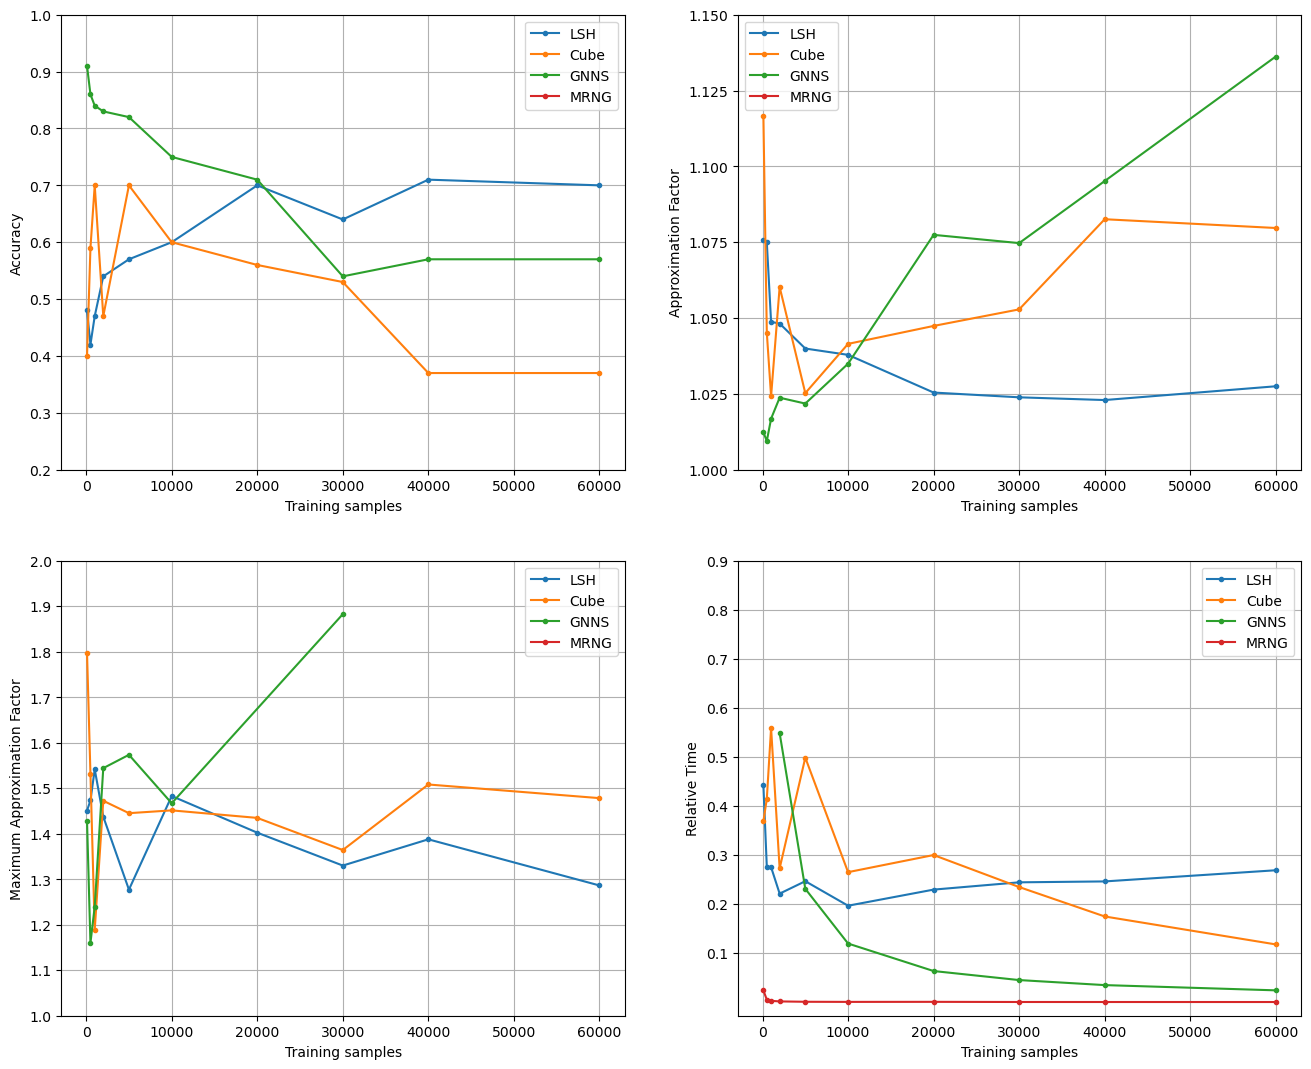 1.0
0.9
0.8
0.7
0.6
0.5
0.4
0.3
0.2
Accuracy
0
10000
20000
30000
40000
50000
60000
Training samples
LSH
Cube
GNNS
MRNG
1.150
1.125
1.100
1.075
1.050
1.025
1.000
Approximation Factor
0
10000
20000
30000
40000
50000
60000
Training samples
LSH
Cube
GNNS
MRNG
2.0
1.9
1.8
1.7
1.6
1.5
1.4
1.3
1.2
1.1
1.0
Maximum Approximation Factor
0
10000
20000
30000
40000
50000
60000
Training samples
LSH
Cube
GNNS
MRNG
0.9
0.8
0.7
0.6
0.5
0.4
0.3
0.2
0.1
Relative Time
0
10000
20000
30000
40000
50000
60000
Training samples
LSH
Cube
GNNS
MRNG